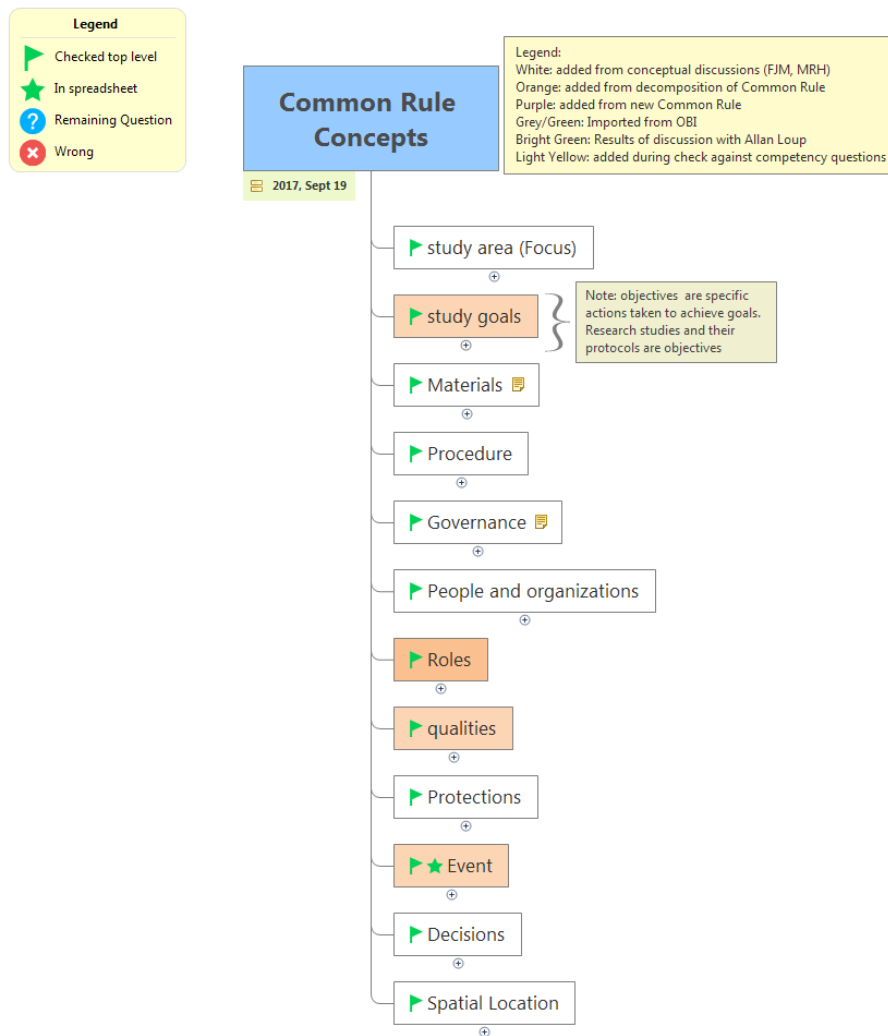 Legend
Checked top level
In spreadsheet
Remaining Question
Wrong
Common Rule
Concepts
2017, Sept 19
Legend:
White: added from conceptual discussions (FJM, MRH)
Orange: added from decomposition of Common Rule
Purple: added from new Common Rule
Grey/Green: Imported from OBI
Bright Green: Results of discussion with Allan Loup
Light Yellow: added during check against competency questions
study area (Focus)
study goals
Note: objectives are specific
actions taken to achieve goals.
Research studies and their
protocols are objectives
Materials
Procedure
Governance
People and organizations
Roles
qualities
Protections
Event
Decisions
Spatial Location